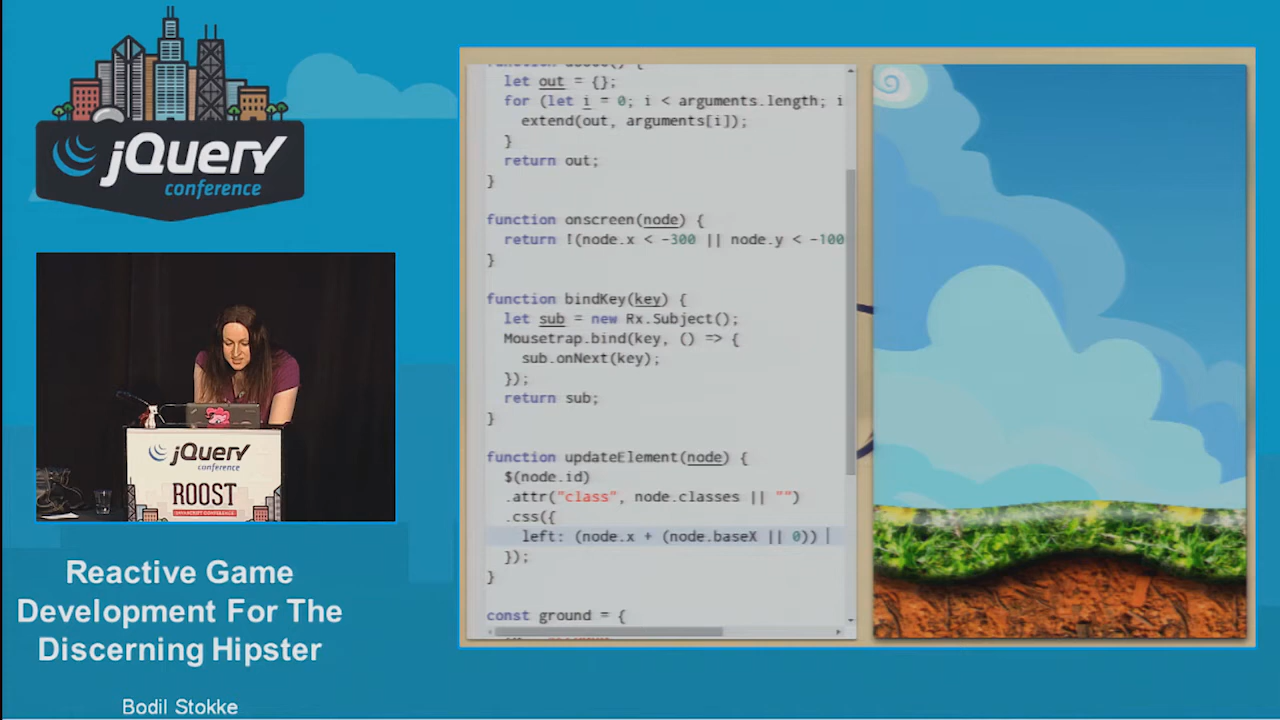 jQuery
conference
jQuery
conference
ROOST
Reactive Game
Development For The
Discerning Hipster
Bodil Stokke
let out = {};
for (let i = 0; i < arguments.length; i
extend(out, arguments[i]);
}
return out;
}
function onscreen(node) {
return !(node.x < -300 || node.y < -100
}
function bindKey(key) {
let sub = new Rx.Subject();
Mousetrap.bind(key, () => {
sub.onNext(key);
});
return sub;
}
function updateElement(node) {
$(node.id)
.attr("class", node.classes || "")
.css({
left: (node.x + (node.baseX || 0))
});
}
const ground = {